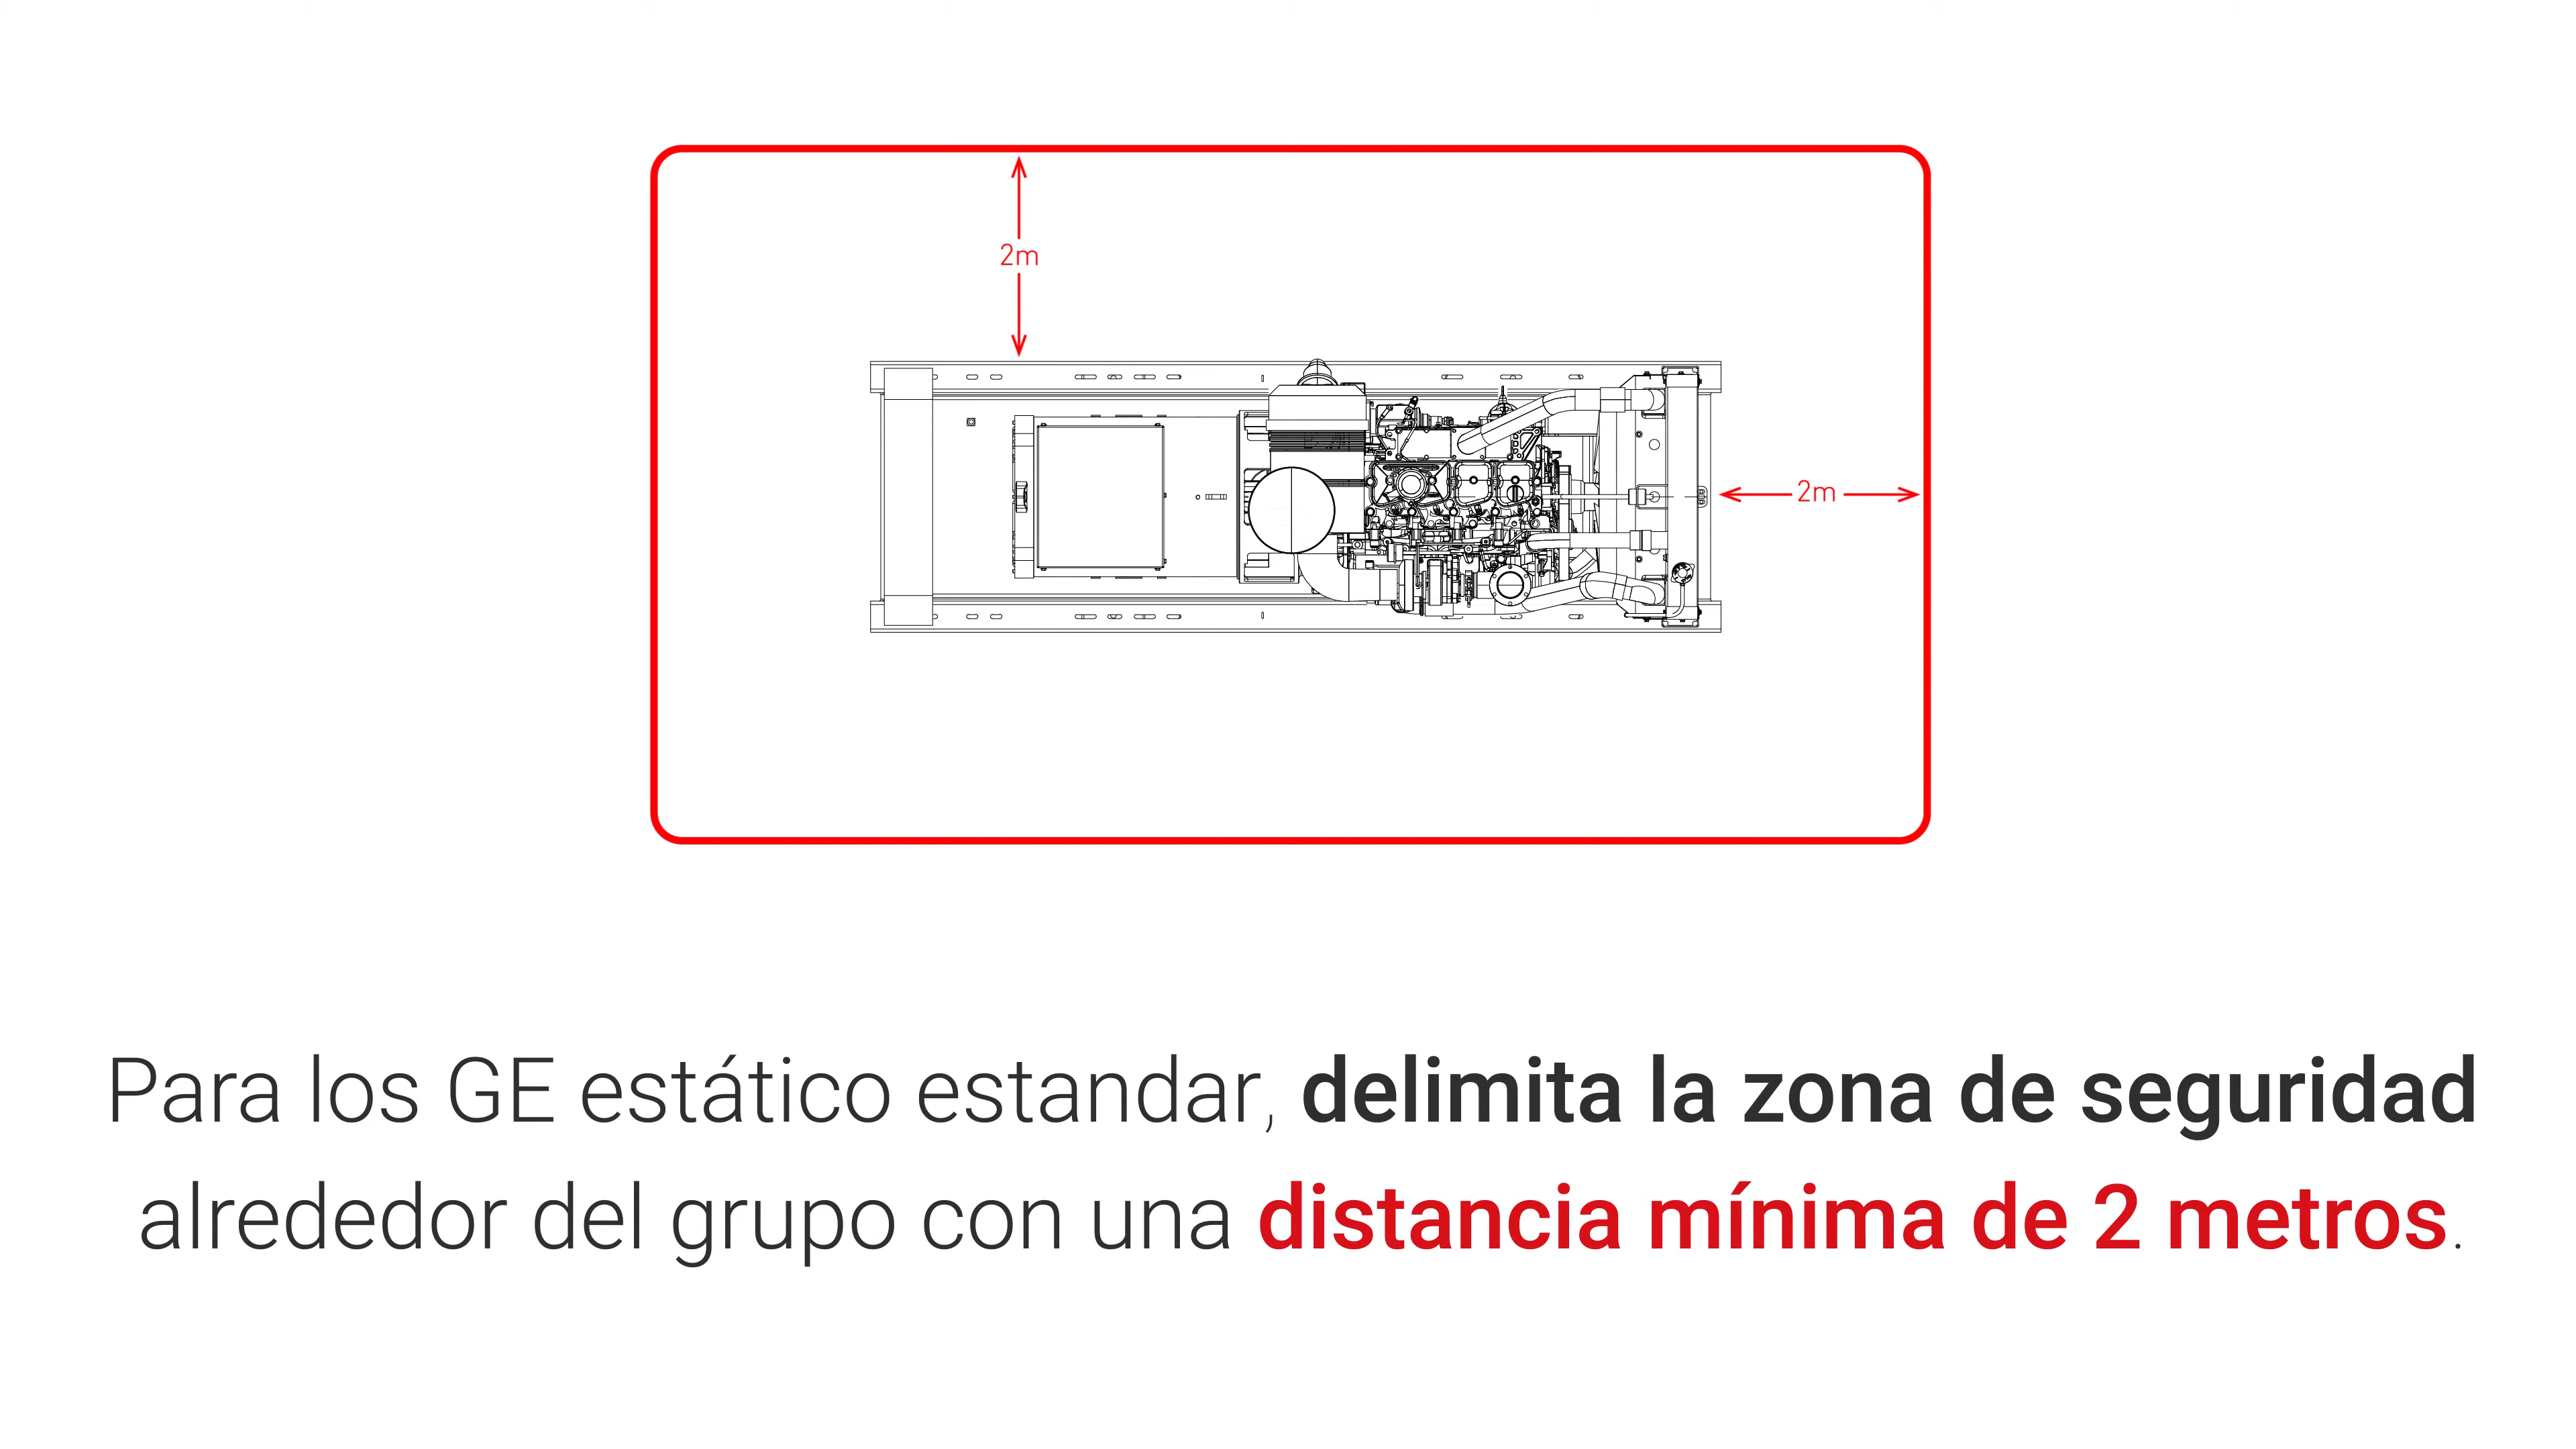 2m
2m
Para los GE estático estandar, delimita la zona de seguridad
alrededor del grupo con una distancia mínima de 2 metros.